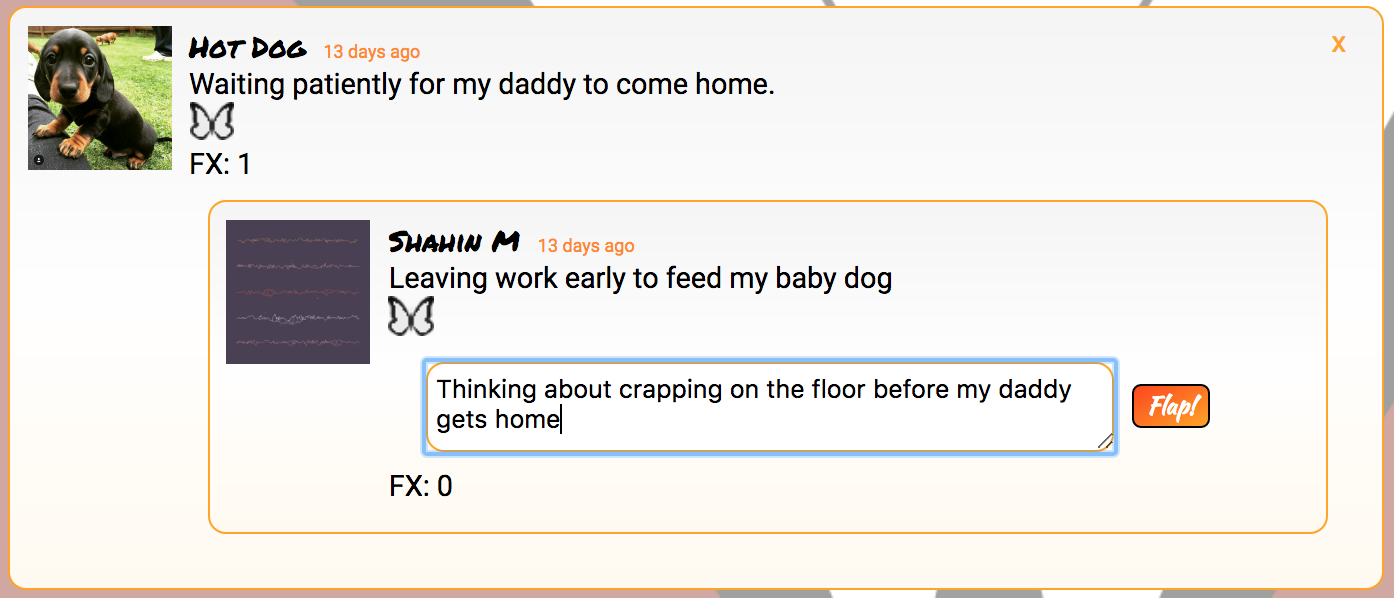 Hot Dog 13 days ago
X
Waiting patiently for my daddy to come home.
FX: 1
Shahin M 13 days ago
Leaving work early to feed my baby dog
Thinking about crapping on the floor before my daddy
gets home
Flap!
FX: 0